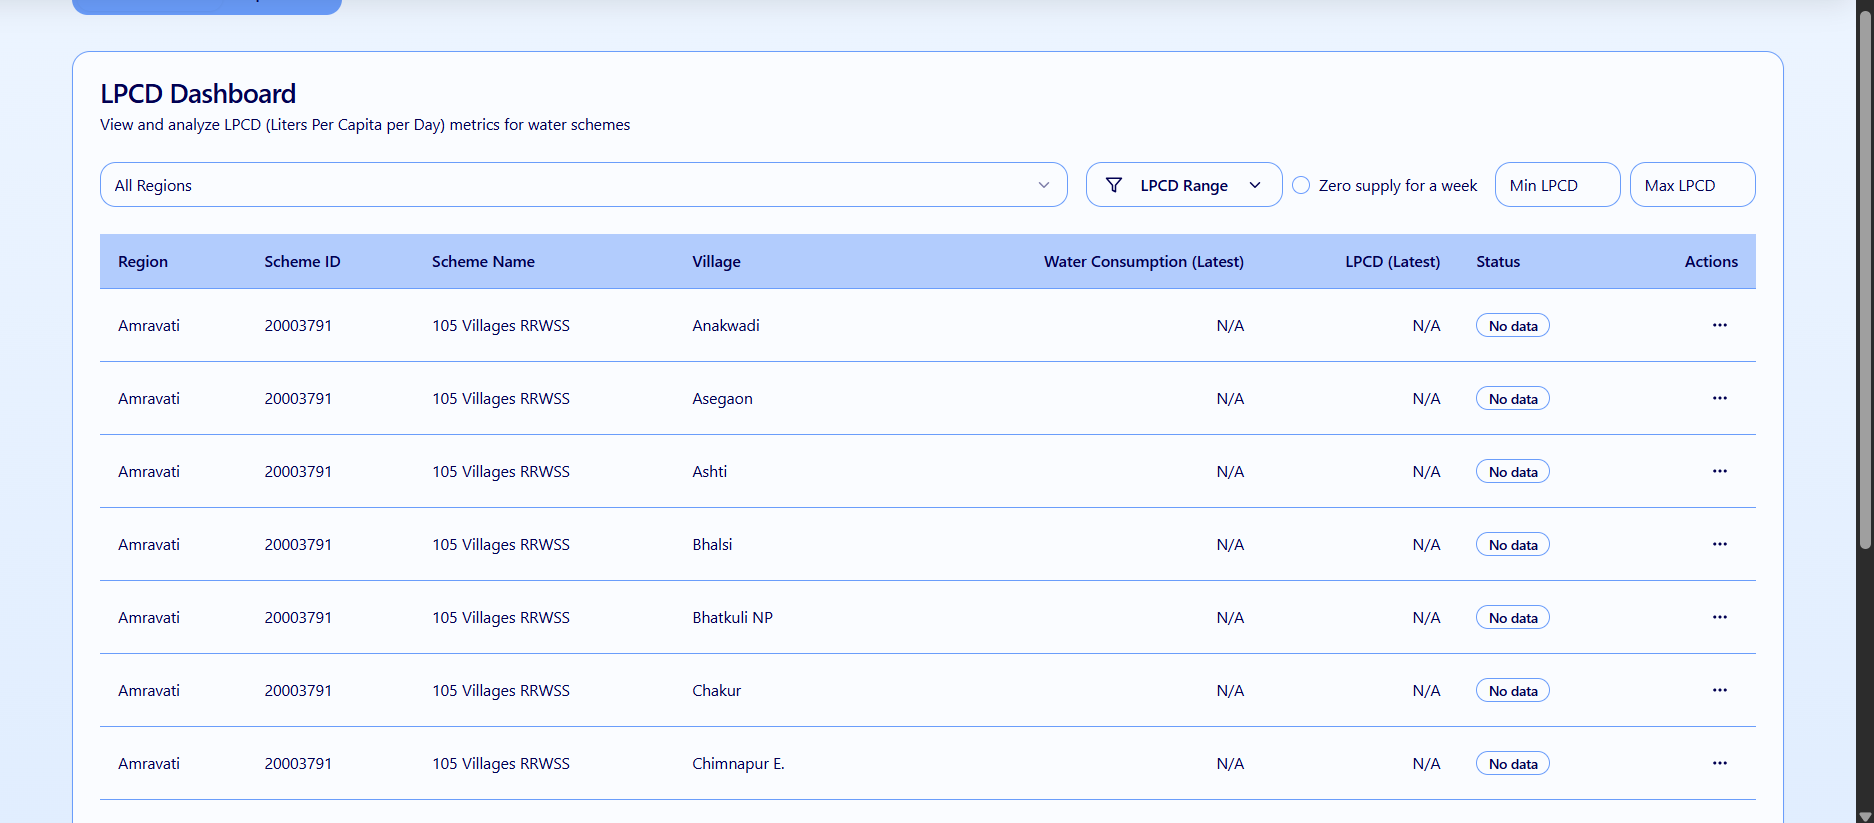 LPCD Dashboard
View and analyze LPCD (Liters Per Capita per Day) metrics for water schemes
All Regions LPCD Range Zero supply for a week Min LPCD Max LPCD
Region Scheme ID Scheme Name Village Water Consumption (Latest) LPCD (Latest) Status Actions
Amravati 20003791 105 Villages RRWSS Anakwadi N/A N/A No data
Amravati 20003791 105 Villages RRWSS Asegaon N/A N/A No data
Amravati 20003791 105 Villages RRWSS Ashti N/A N/A No data
Amravati 20003791 105 Villages RRWSS Bhalsi N/A N/A No data
Amravati 20003791 105 Villages RRWSS Bhatkuli NP N/A N/A No data
Amravati 20003791 105 Villages RRWSS Chakur N/A N/A No data
Amravati 20003791 105 Villages RRWSS Chimnapur E. N/A N/A No data